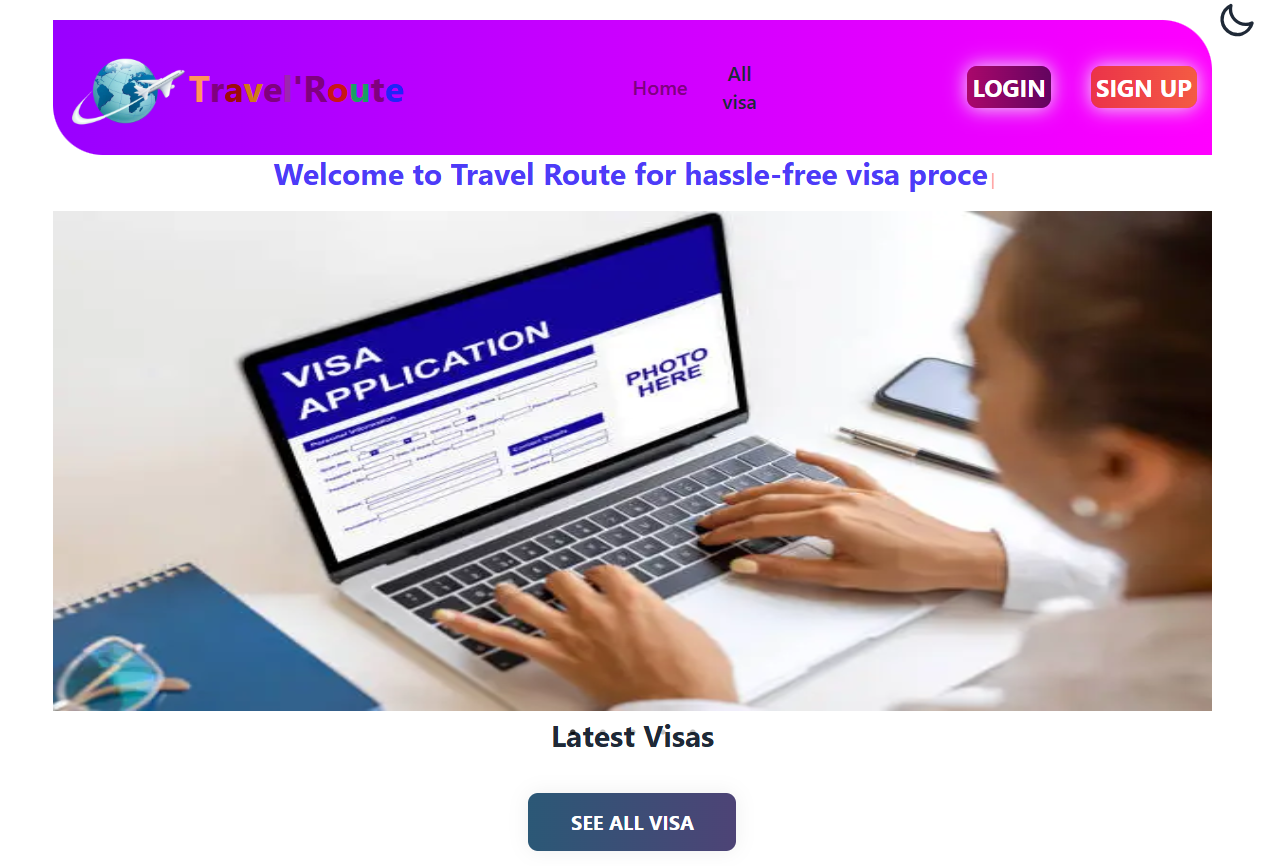 Travel'Route
Home
All
visa
LOGIN
SIGN UP
Welcome to Travel Route for hassle-free visa proce
VISA
APPLICATION
PHOTO
HERE
Personal Information
Contact Details
Latest Visas
SEE ALL VISA